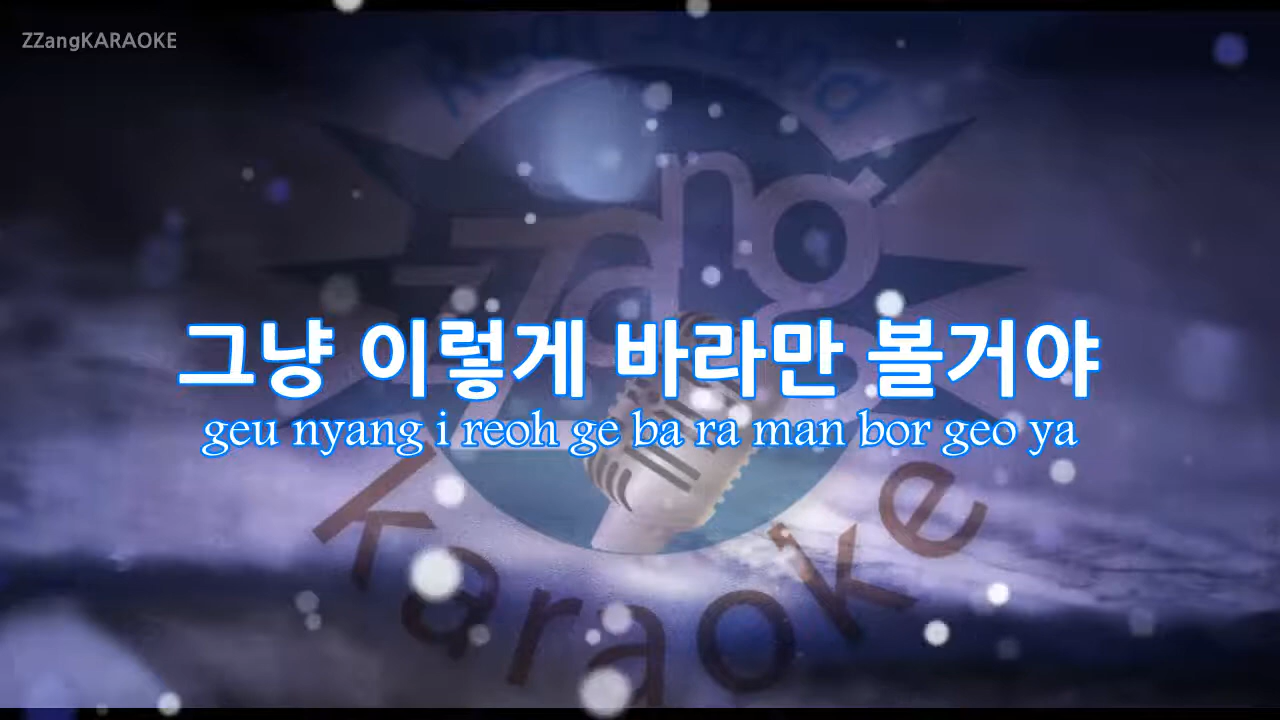 ZZangKARAOKE
ZZang
그냥 이렇게 바라만 볼거야
geu nyang i reoh ge ba ra man bor geo ya
Karaoke